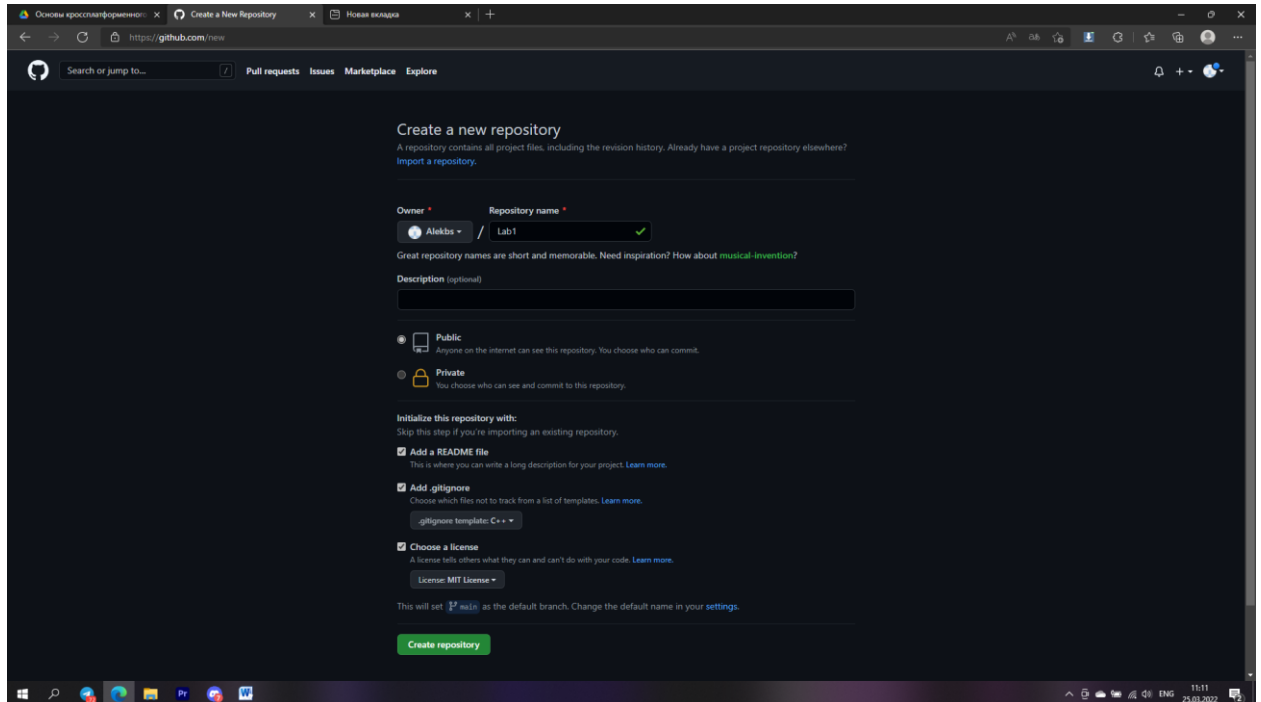 Основы кроссплатформенного
Create a New Repository
Новая вкладка
https://github.com/new
Search or jump to...
/
Pull requests Issues Marketplace Explore
Create a new repository
A repository contains all project files, including the revision history. Already have a project repository elsewhere?
Import a repository.
Owner * Repository name *
Alekbs / Lab1
Great repository names are short and memorable. Need inspiration? How about musical-invention?
Description (optional)
Public
Anyone on the internet can see this repository. You choose who can commit.
Private
You choose who can see and commit to this repository.
Initialize this repository with:
Skip this step if you're importing an existing repository.
Add a README file
This is where you can write a long description for your project. Learn more.
Add .gitignore
Choose which files not to track from a list of templates. Learn more.
.gitignore template: C++
Choose a license
A license tells others what they can and can't do with your code. Learn more.
License: MIT License
This will set main as the default branch. Change the default name in your settings.
Create repository
Pr
W
ENG
11:11
25.03.2022
2